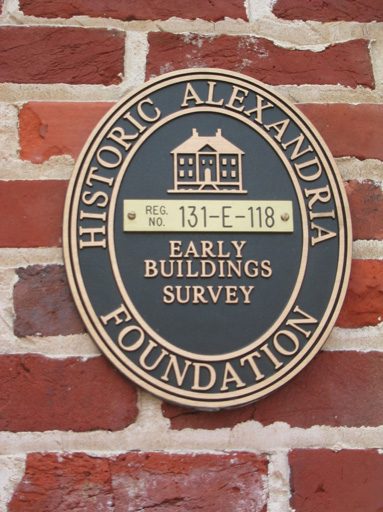 HISTORIC ALEXANDRIA
REG. NO. 131-E-118
EARLY
BUILDINGS
SURVEY
FOUNDATION